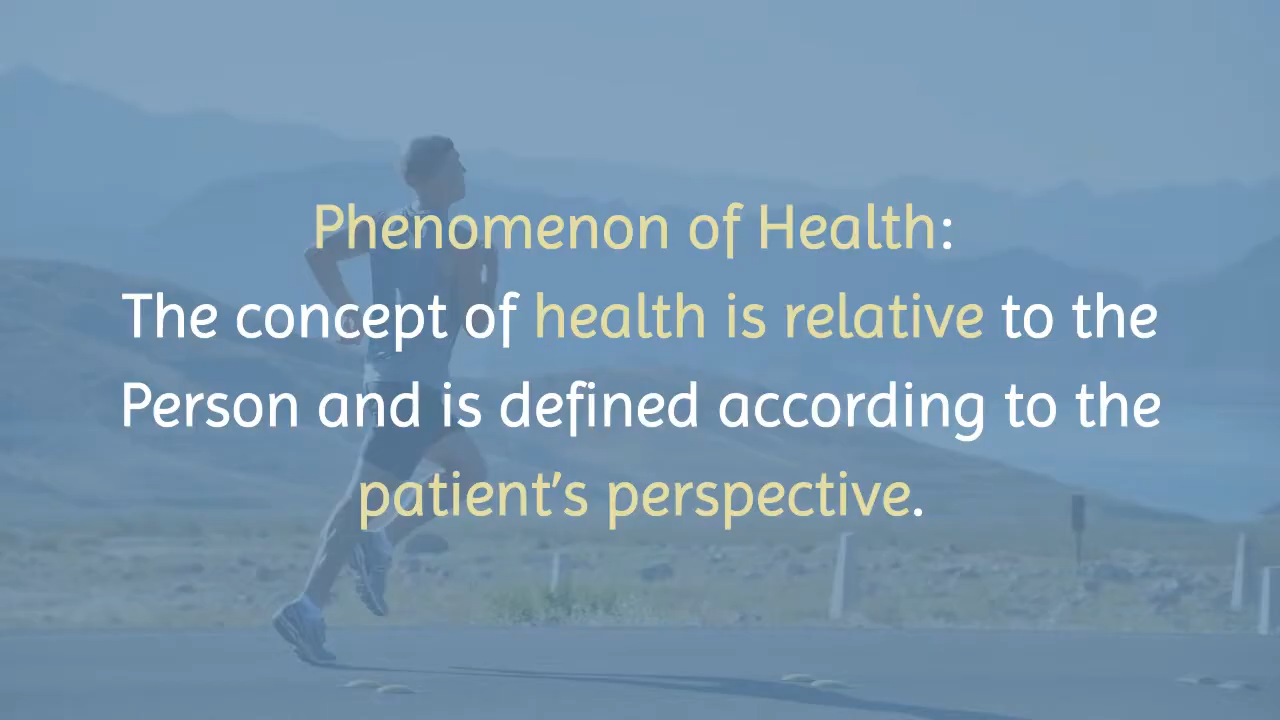 Phenomenon of Health:
The concept of health is relative to the
Person and is defined according to the
patient's perspective.